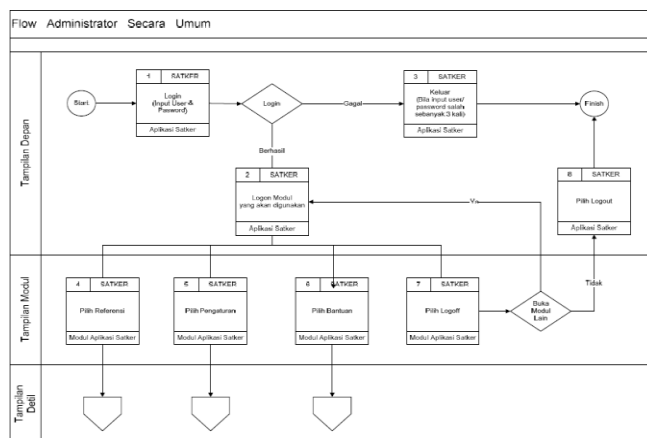 Flow Administrator Secara Umum
Tampilan Depan
Start
1 SATKER
Login
(Input User &
Password)
Aplikasi Satker
Login
Gagal
3 SATKER
Keluar
(Bila input user/
password salah
sebanyak 3 kali)
Aplikasi Satker
Finish
Berhasil
2 SATKER
Logon Modul
yang akan digunakan
Aplikasi Satker
Ya
8 SATKER
Pilih Logout
Aplikasi Satker
Tampilan Modul
4 SATKER
Pilih Referensi
Modul Aplikasi Satker
5 SATKER
Pilih Pengaturan
Modul Aplikasi Satker
6 SATKER
Pilih Bantuan
Modul Aplikasi Satker
7 SATKER
Pilih Logoff
Modul Aplikasi Satker
Buka
Modul
Lain
Tidak
Tampilan
Detil